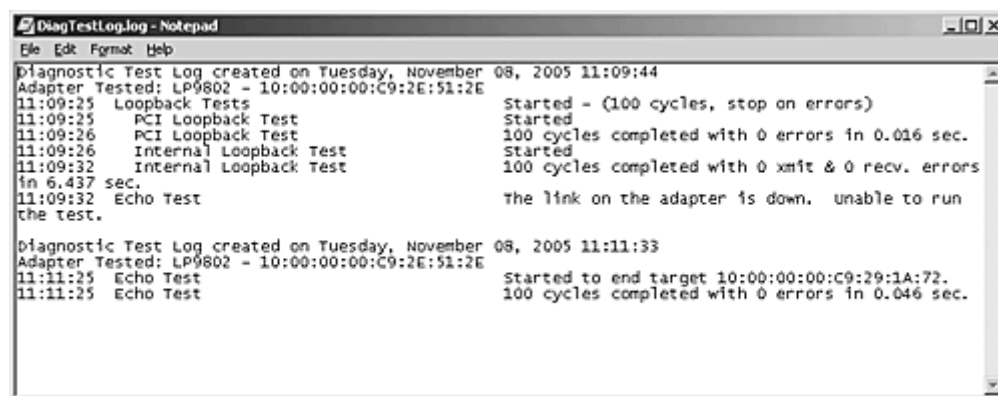 DiagTestLog.log - Notepad
File Edit Format Help
Diagnostic Test Log created on Tuesday, November 08, 2005 11:09:44
Adapter Tested: LP9802 - 10:00:00:00:C9:2E:51:2E
11:09:25 Loopback Tests Started - (100 cycles, stop on errors)
11:09:25 PCI Loopback Test Started
11:09:26 PCI Loopback Test 100 cycles completed with 0 errors in 0.016 sec.
11:09:26 Internal Loopback Test Started
11:09:32 Internal Loopback Test 100 cycles completed with 0 xmit & 0 recv. errors
in 6.437 sec.
11:09:32 Echo Test The link on the adapter is down. Unable to run
the test.
Diagnostic Test Log created on Tuesday, November 08, 2005 11:11:33
Adapter Tested: LP9802 - 10:00:00:00:C9:2E:51:2E
11:11:25 Echo Test Started to end target 10:00:00:00:C9:29:1A:72.
11:11:25 Echo Test 100 cycles completed with 0 errors in 0.046 sec.